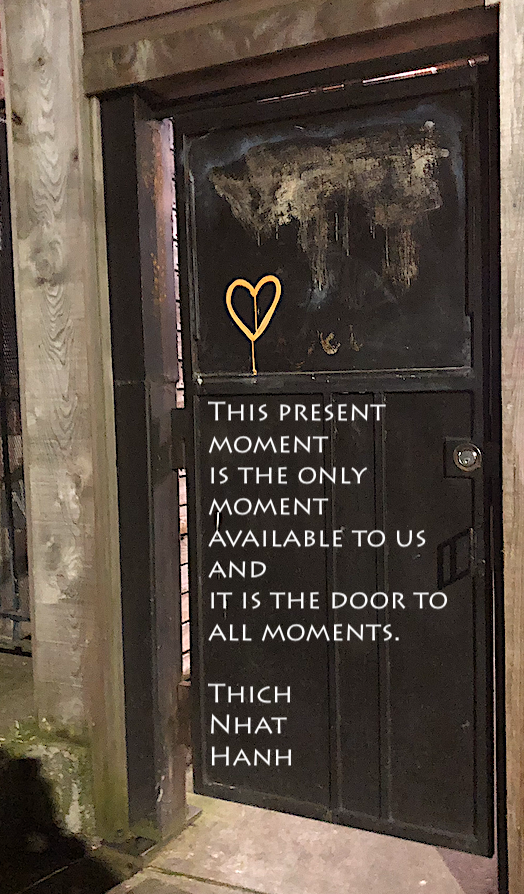 This present
moment
is the only
moment
available to us
and
it is the door to
all moments.
Thich
Nhat
Hanh